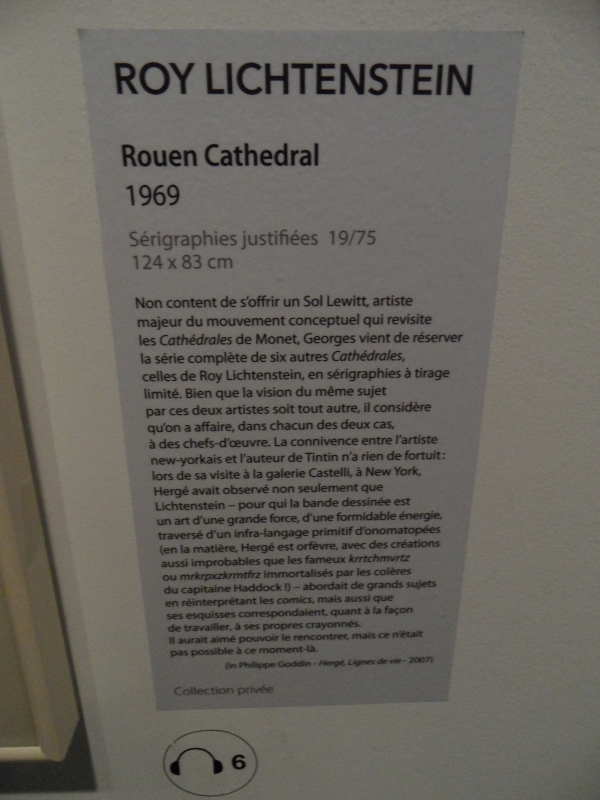 ROY LICHTENSTEIN
Rouen Cathedral
1969
Sérigraphies justifiées 19/75
124 x 83 cm
Non content de s'offrir un Sol Lewitt, artiste
majeur du mouvement conceptuel qui revisite
les Cathédrales de Monet, Georges vient de réserver
la série complète de six autres Cathédrales,
celles de Roy Lichtenstein, en sérigraphies à tirage
limité. Bien que la vision du même sujet
par ces deux artistes soit tout autre, il considère
qu'on a affaire, dans chacun des deux cas,
à des chefs-d'œuvre. La connivence entre l'artiste
new-yorkais et l'auteur de Tintin n'a rien de fortuit :
lors de sa visite à la galerie Castelli, à New York,
Hergé avait observé non seulement que
Lichtenstein – pour qui la bande dessinée est
un art d'une grande force, d'une formidable énergie,
traversé d'un infra-langage primitif d'onomatopées
(en la matière, Hergé est orfèvre, avec des créations
aussi improbables que les fameux krrtchmvrtz
ou mrkrpxzkrmtfrz immortalisés par les colères
du capitaine Haddock !) – abordait de grands sujets
en réinterprétant les comics, mais aussi que
ses esquisses correspondaient, quant à la façon
de travailler, à ses propres crayonnés.
Il aurait aimé pouvoir le rencontrer, mais ce n'était
pas possible à ce moment-là.
(in Philippe Goddin - Hergé, Lignes de vie - 2007)
Collection privée
6